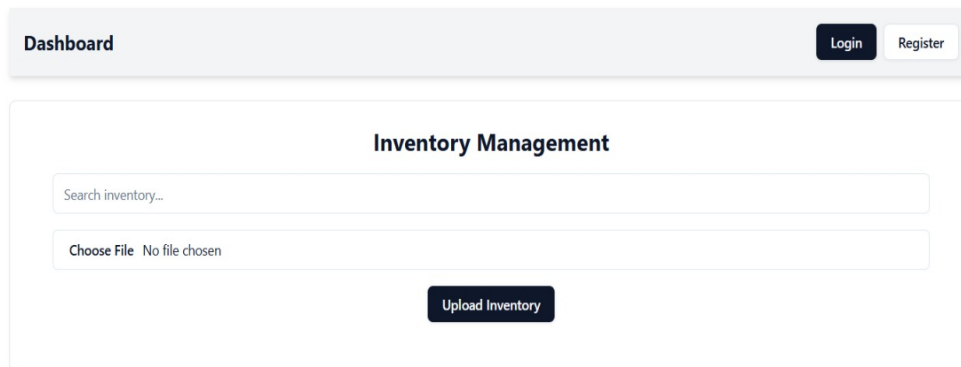 Dashboard Login Register
Inventory Management
Search inventory...
Choose File No file chosen
Upload Inventory